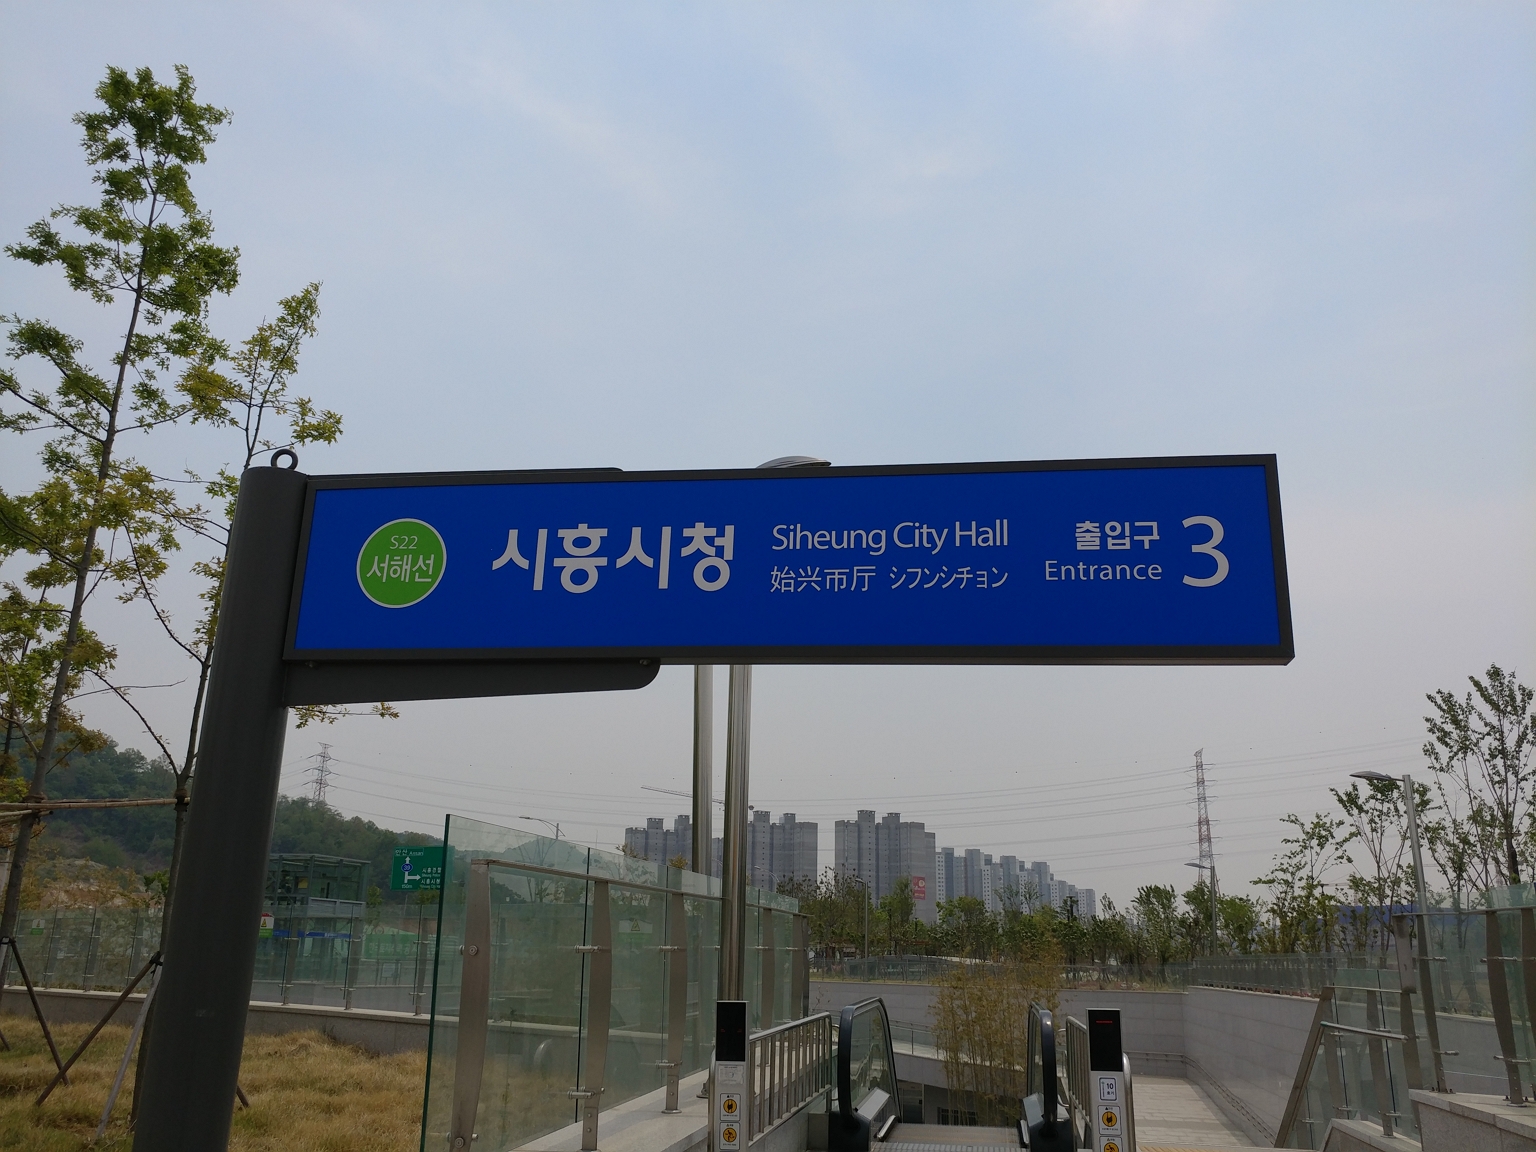 S22
서해선
시흥시청
Siheung City Hall
始兴市厅 シフンシチョン
출입구
Entrance
3